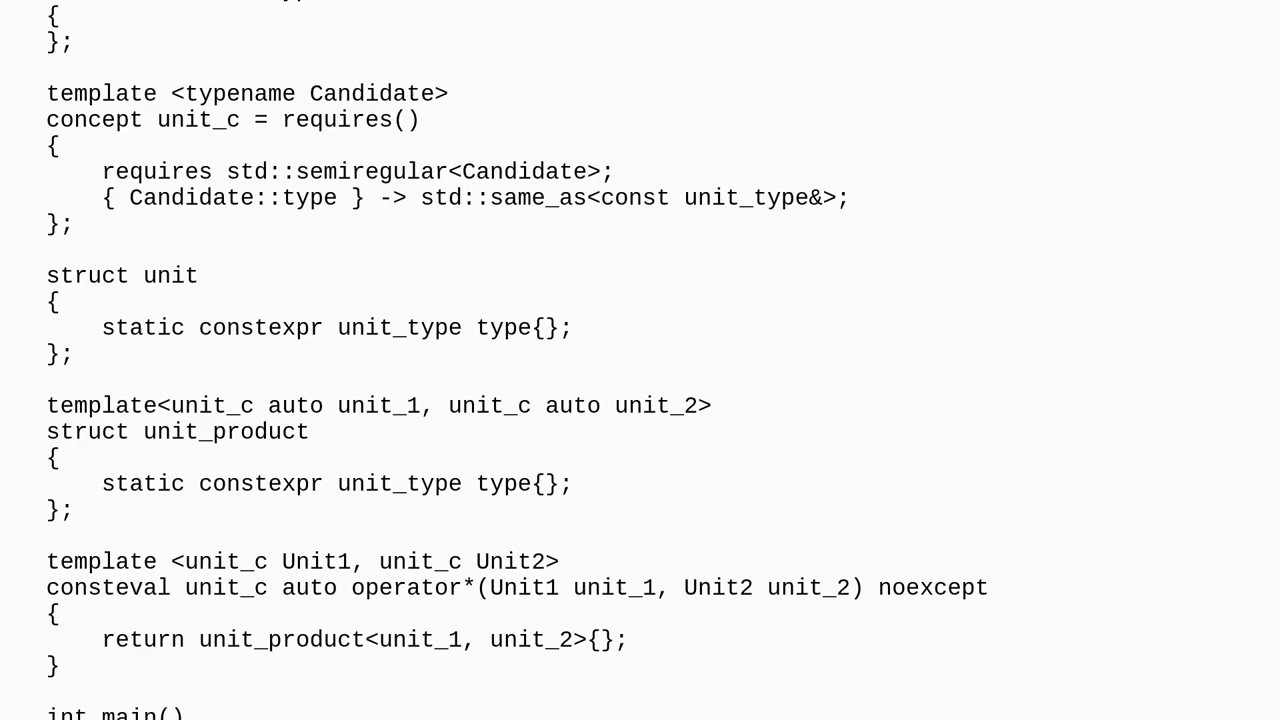 {
};
template <typename Candidate>
concept unit_c = requires()
{
    requires std::semiregular<Candidate>;
    { Candidate::type } -> std::same_as<const unit_type&>;
};
struct unit
{
    static constexpr unit_type type{};
};
template<unit_c auto unit_1, unit_c auto unit_2>
struct unit_product
{
    static constexpr unit_type type{};
};
template <unit_c Unit1, unit_c Unit2>
consteval unit_c auto operator*(Unit1 unit_1, Unit2 unit_2) noexcept
{
    return unit_product<unit_1, unit_2>{};
}
int main()